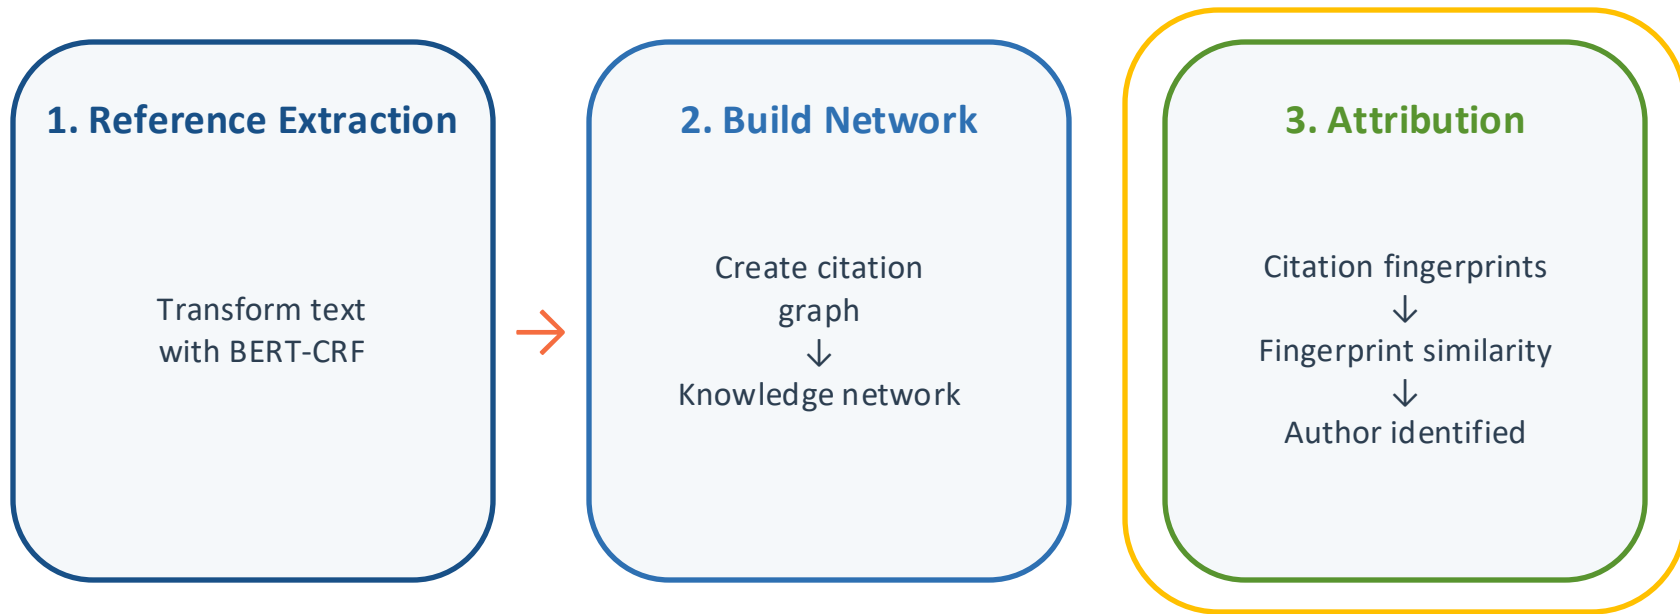 1. Reference Extraction
Transform text
with BERT-CRF
→
2. Build Network
Create citation
graph
↓
Knowledge network
3. Attribution
Citation fingerprints
↓
Fingerprint similarity
↓
Author identified